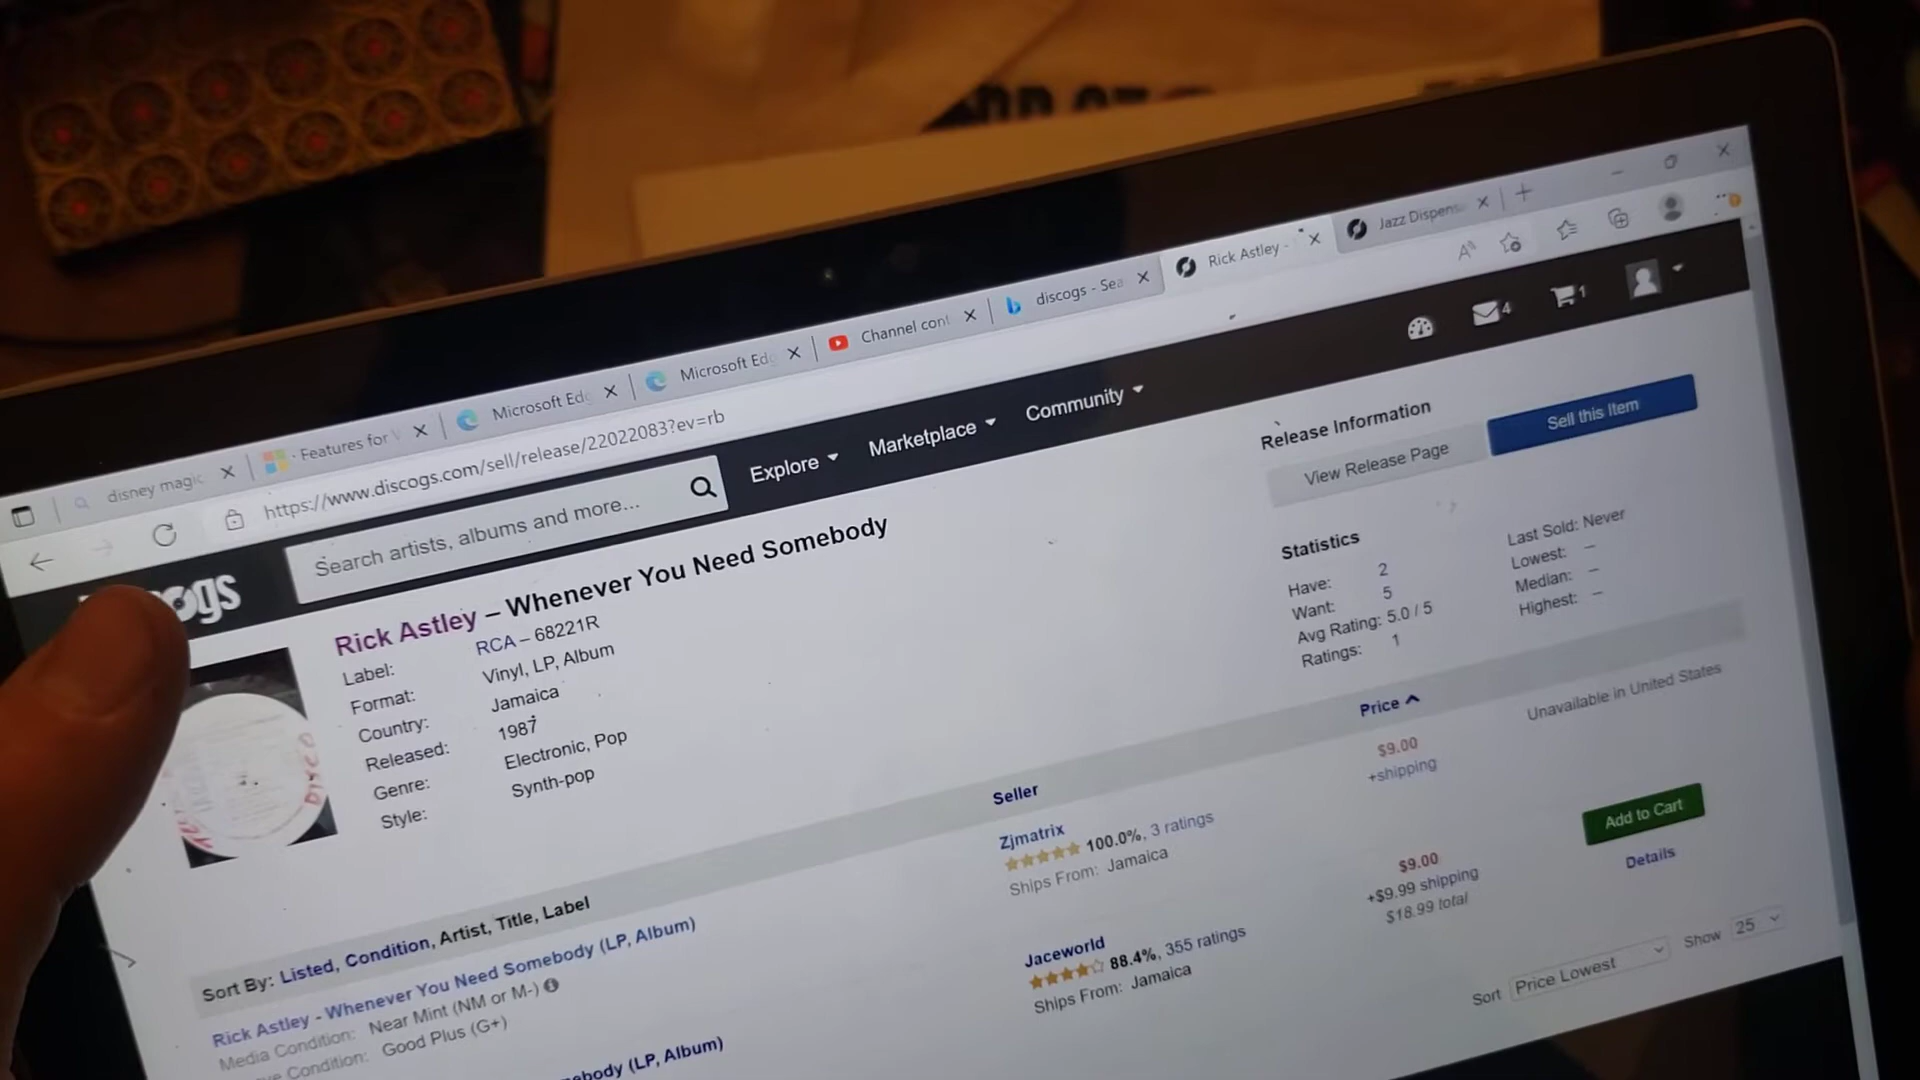 disney magic
Features for
Microsoft Ed
Microsoft Ed
Channel cont
discogs - Sea
Rick Astley -
Jazz Dispens
https://www.discogs.com/sell/release/22022083?ev=rb
ogs
Search artists, albums and more...
Explore
Marketplace
Community
4
1
Rick Astley – Whenever You Need Somebody
Label: RCA – 68221R
Format: Vinyl, LP, Album
Country: Jamaica
Released: 1987
Genre: Electronic, Pop
Style: Synth-pop
DISCO
Release Information
View Release Page
Sell this Item
Statistics
Have: 2
Want: 5
Avg Rating: 5.0 / 5
Ratings: 1
Last Sold: Never
Lowest: --
Median: --
Highest: --
Sort By: Listed, Condition, Artist, Title, Label
Seller
Price
Rick Astley - Whenever You Need Somebody (LP, Album)
Media Condition: Near Mint (NM or M-)
ve Condition: Good Plus (G+)
Zjmatrix
100.0%, 3 ratings
Ships From: Jamaica
$9.00
+shipping
Unavailable in United States
ebody (LP, Album)
Jaceworld
88.4%, 355 ratings
Ships From: Jamaica
$9.00
+$9.99 shipping
$18.99 total
Add to Cart
Details
Sort Price Lowest
Show 25